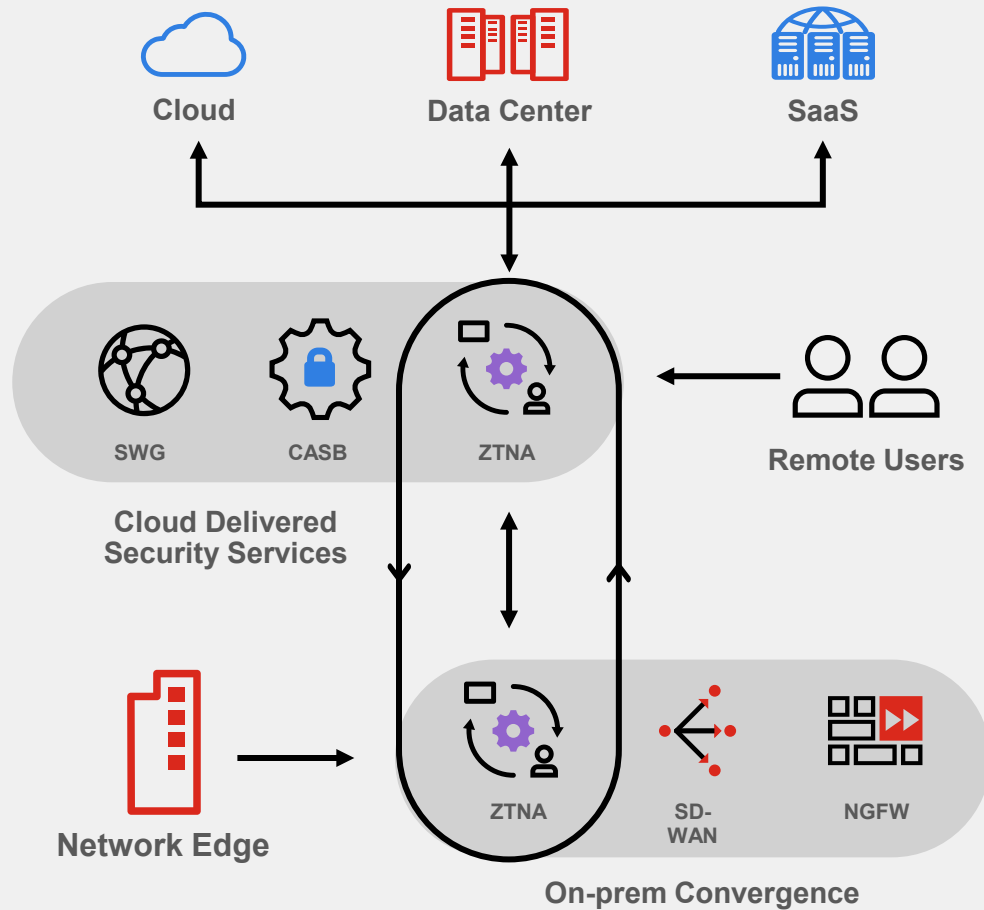 Cloud
Data Center
SaaS
SWG
CASB
ZTNA
Remote Users
Cloud Delivered
Security Services
ZTNA
SD-
WAN
NGFW
Network Edge
On-prem Convergence